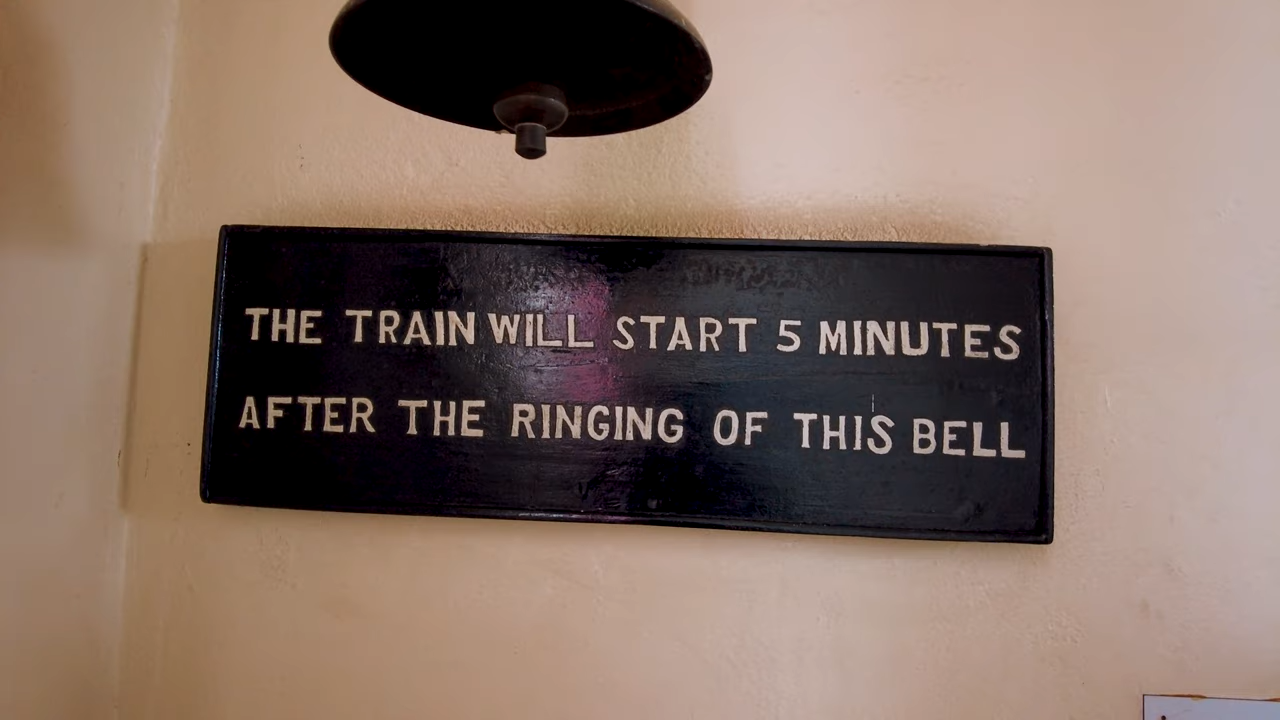 THE TRAIN WILL START 5 MINUTES
AFTER THE RINGING OF THIS BELL